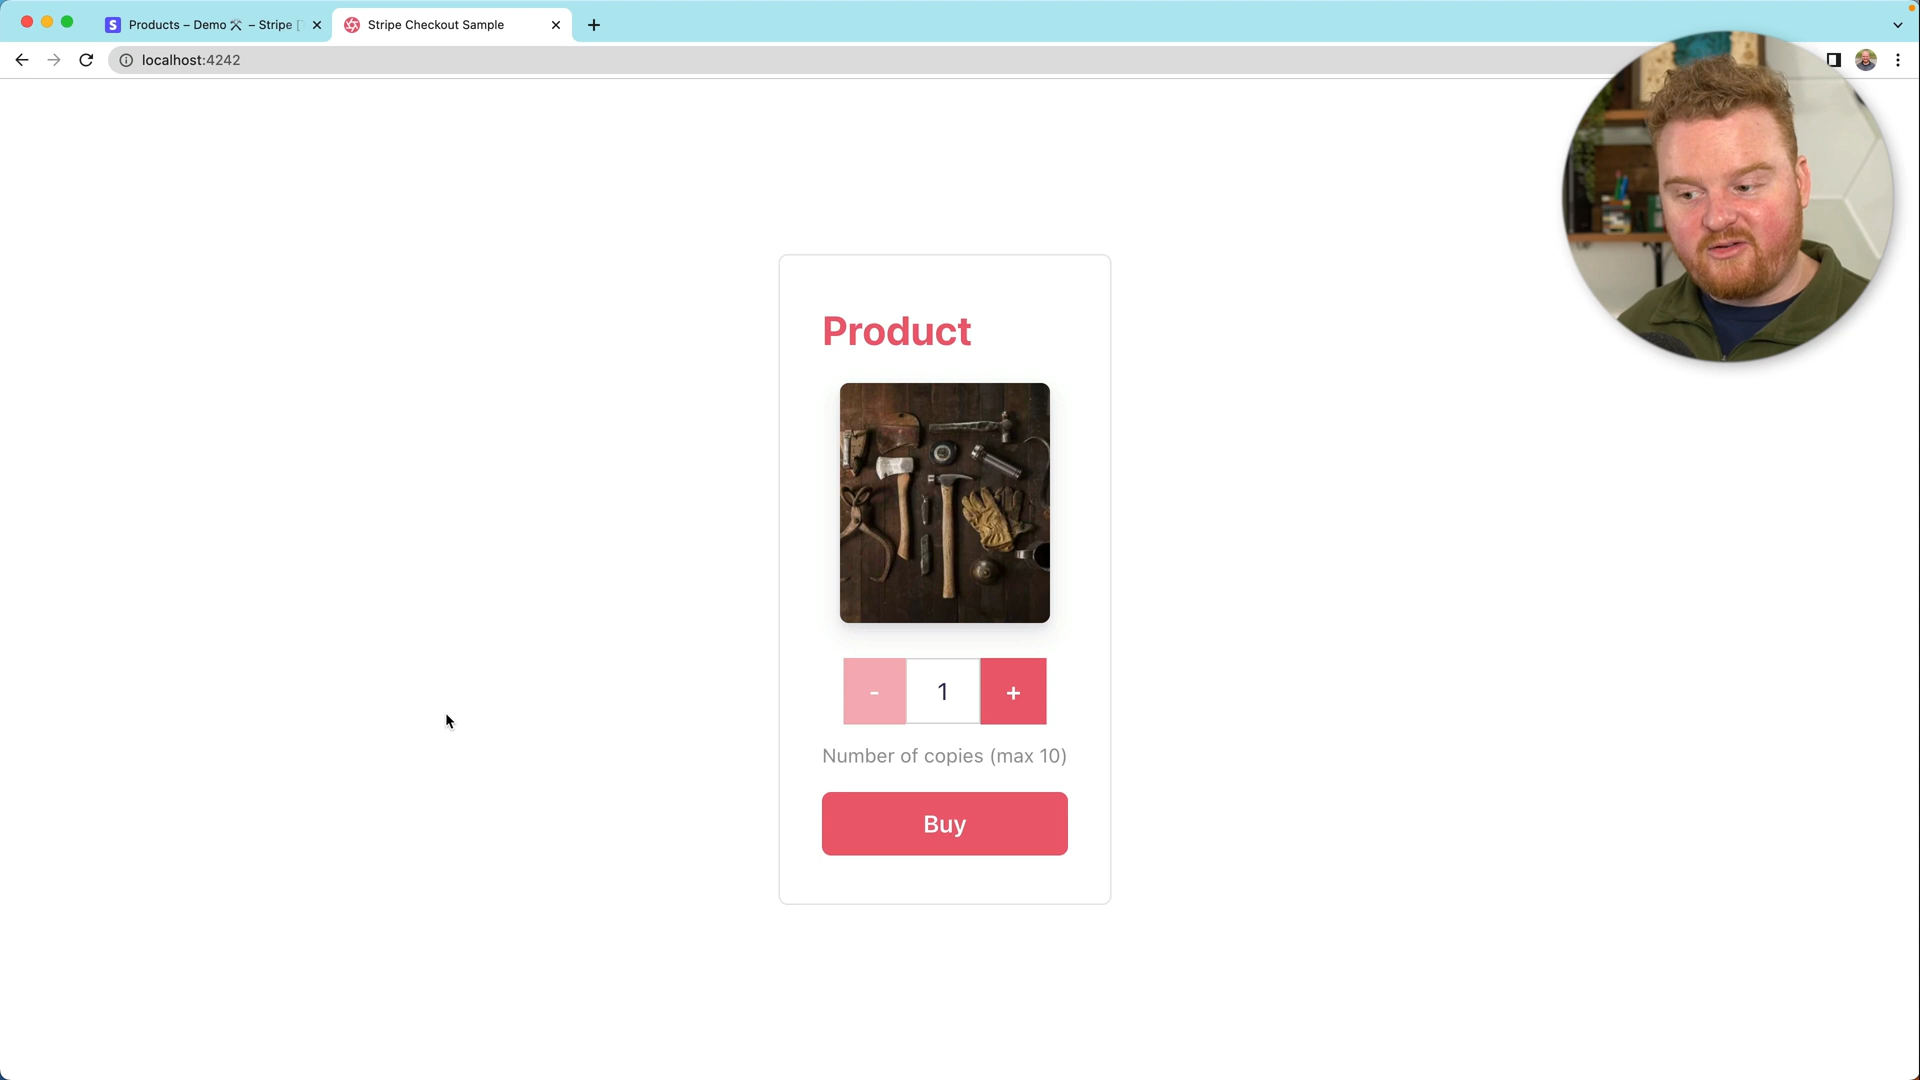 Products – Demo 🛠 – Stripe [
Stripe Checkout Sample
localhost:4242
Product
- 1 +
Number of copies (max 10)
Buy